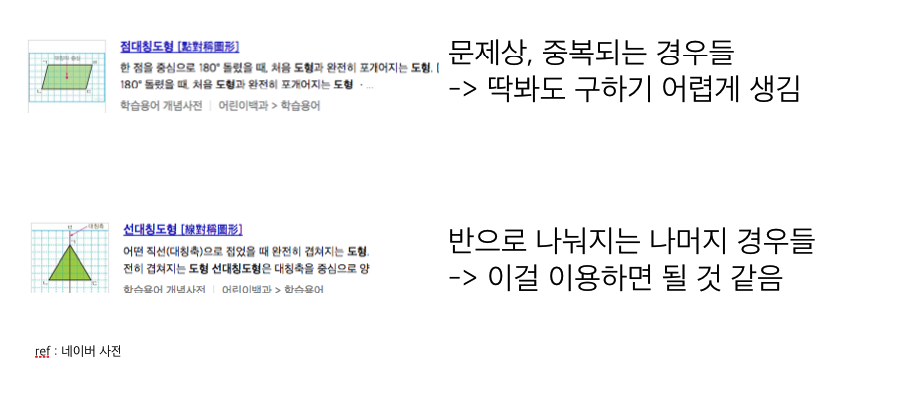 점대칭도형 [點對稱圖形]
한 점을 중심으로 180° 돌렸을 때, 처음 도형과 완전히 포개어지는 도형. [
180° 돌렸을 때, 처음 도형과 완전히 포개어지는 도형 · ...
학습용어 개념사전 | 어린이백과 > 학습용어
문제상, 중복되는 경우들
-> 딱봐도 구하기 어렵게 생김
대칭축
선대칭도형 [線對稱圖形]
어떤 직선(대칭축)으로 접었을 때 완전히 겹쳐지는 도형.
전히 겹쳐지는 도형 선대칭도형은 대칭축을 중심으로 양
학습용어 개념사전 | 어린이백과 > 학습용어
반으로 나눠지는 나머지 경우들
-> 이걸 이용하면 될 것 같음
ref : 네이버 사전